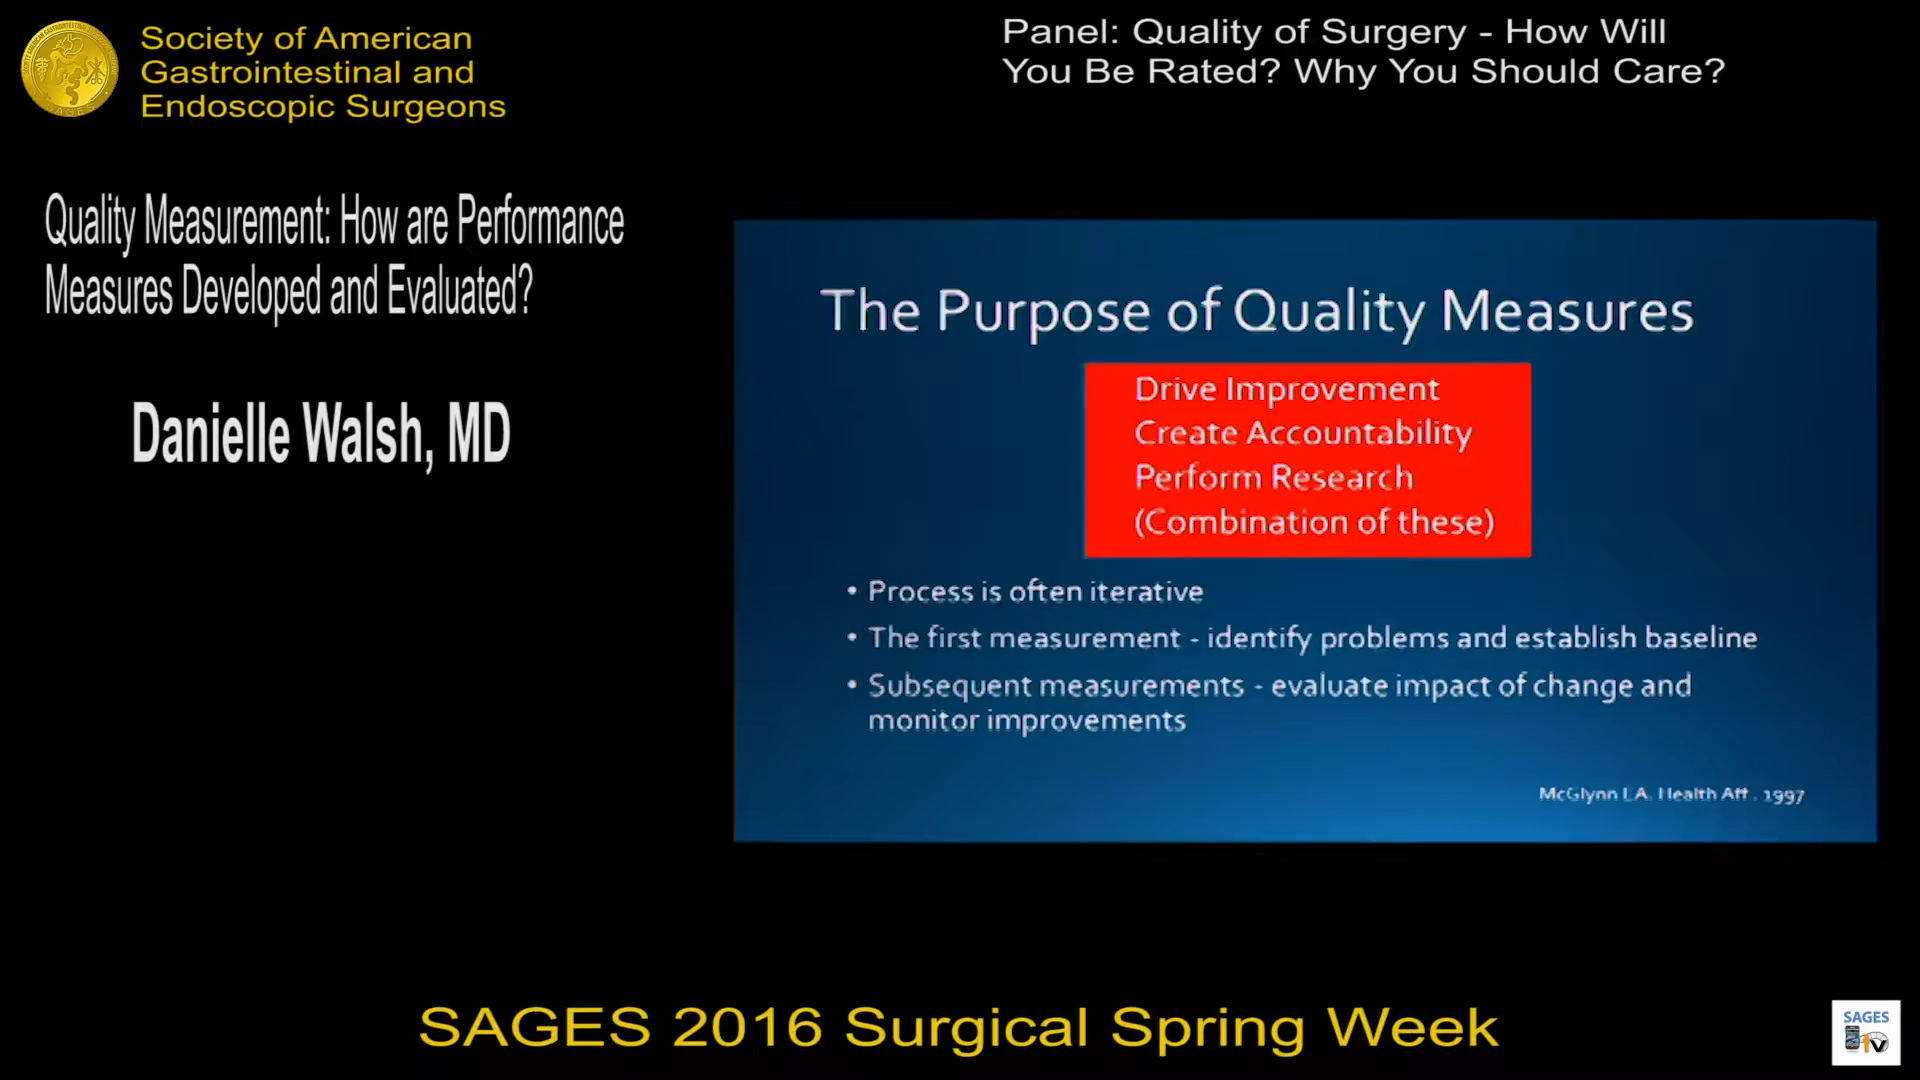 Society of American
Gastrointestinal and
Endoscopic Surgeons
Panel: Quality of Surgery - How Will
You Be Rated? Why You Should Care?
Quality Measurement: How are Performance
Measures Developed and Evaluated?
Danielle Walsh, MD
The Purpose of Quality Measures
Drive Improvement
Create Accountability
Perform Research
(Combination of these)
• Process is often iterative
• The first measurement - identify problems and establish baseline
• Subsequent measurements - evaluate impact of change and
monitor improvements
McGlynn Health Aff. 1997
SAGES 2016 Surgical Spring Week
SAGES
TV